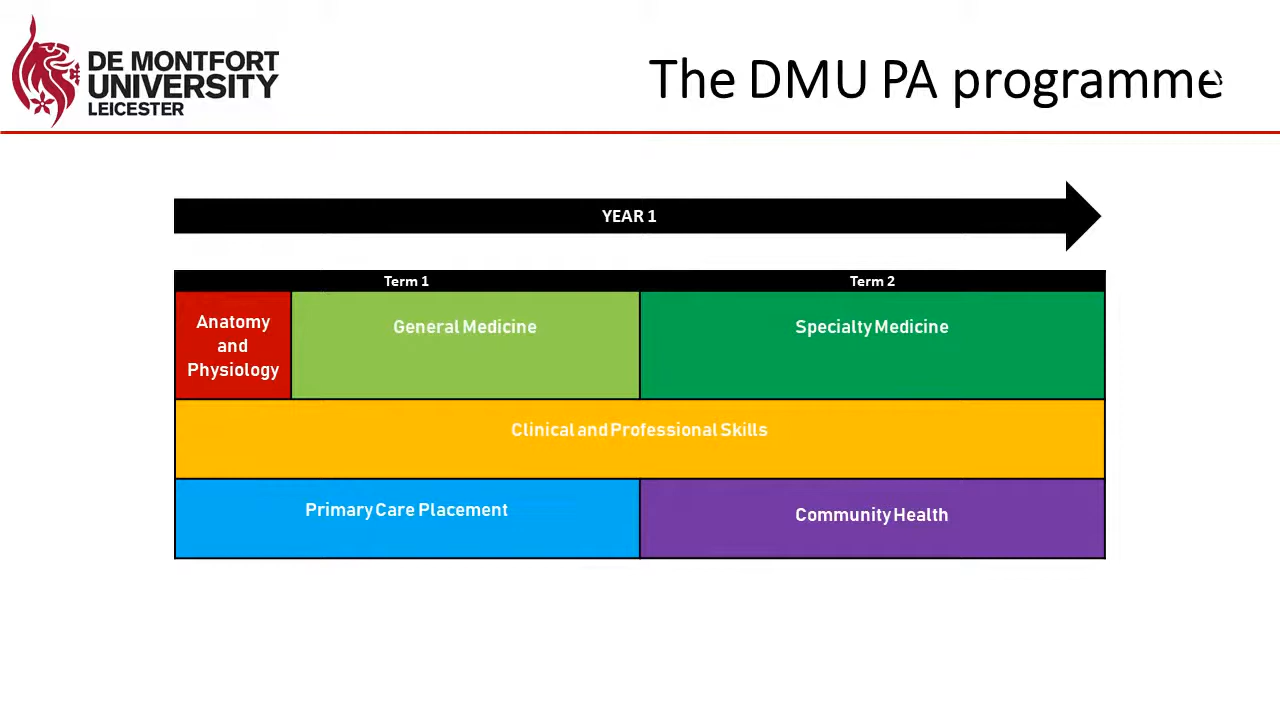 DE MONTFORT
UNIVERSITY
LEICESTER
The DMU PA programme
YEAR 1
Term 1
Term 2
Anatomy
and
Physiology
General Medicine
Specialty Medicine
Clinical and Professional Skills
Primary Care Placement
Community Health